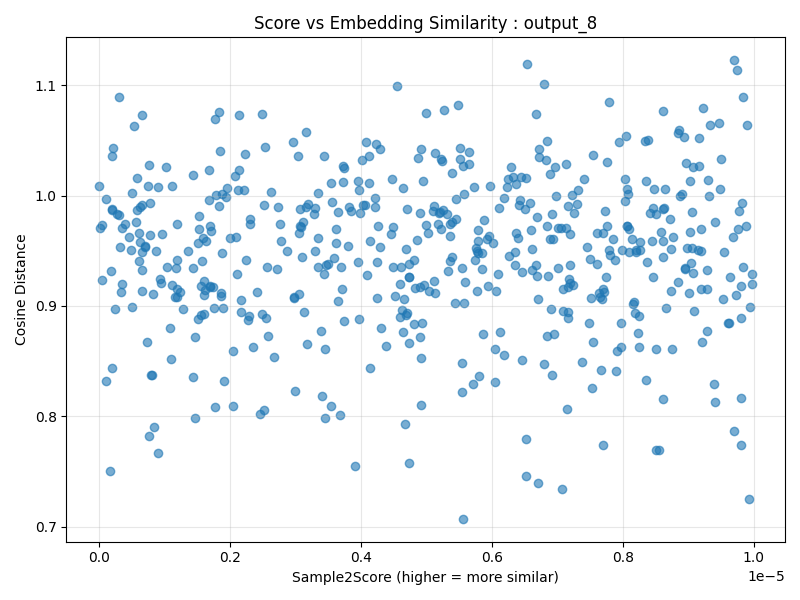 Score vs Embedding Similarity : output_8
Cosine Distance
1.1
1.0
0.9
0.8
0.7
0.0
0.2
0.4
0.6
0.8
1.0
1e−5
Sample2Score (higher = more similar)